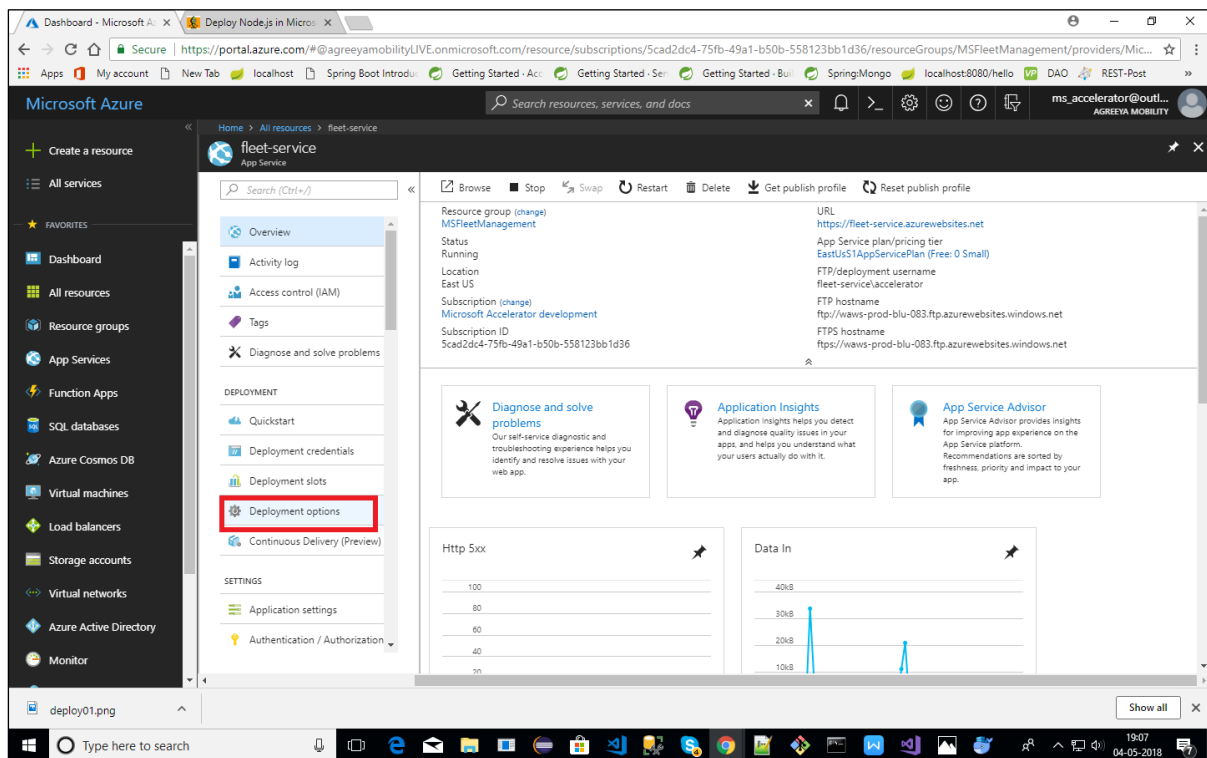 Dashboard - Microsoft A
Deploy Node.js in Micros
Secure | https://portal.azure.com/#@agreeyamobilityLIVE.onmicrosoft.com/resource/subscriptions/5cad2dc4-75fb-49a1-b50b-558123bb1d36/resourceGroups/MSFleetManagement/providers/Mic...
Apps My account New Tab localhost Spring Boot Introdu Getting Started · Acc Getting Started · Ser Getting Started · Bui Spring:Mongo localhost:8080/hello VP DAO REST-Post »
Microsoft Azure
Search resources, services, and docs
ms_accelerator@outl...
AGREEYA MOBILITY
Home > All resources > fleet-service
fleet-service
App Service
Create a resource
All services
FAVORITES
Dashboard
All resources
Resource groups
App Services
Function Apps
SQL databases
Azure Cosmos DB
Virtual machines
Load balancers
Storage accounts
Virtual networks
Azure Active Directory
Monitor
Search (Ctrl+/)
Overview
Activity log
Access control (IAM)
Tags
Diagnose and solve problems
DEPLOYMENT
Quickstart
Deployment credentials
Deployment slots
Deployment options
Continuous Delivery (Preview)
SETTINGS
Application settings
Authentication / Authorization
Browse Stop Swap Restart Delete Get publish profile Reset publish profile
Resource group (change)
MSFleetManagement
Status
Running
Location
East US
Subscription (change)
Microsoft Accelerator development
Subscription ID
5cad2dc4-75fb-49a1-b50b-558123bb1d36
URL
https://fleet-service.azurewebsites.net
App Service plan/pricing tier
EastUsS1AppServicePlan (Free: 0 Small)
FTP/deployment username
fleet-service\accelerator
FTP hostname
ftp://waws-prod-blu-083.ftp.azurewebsites.windows.net
FTPS hostname
ftps://waws-prod-blu-083.ftp.azurewebsites.windows.net
Diagnose and solve
problems
Our self-service diagnostic and
troubleshooting experience helps you
identify and resolve issues with your
web app.
Application Insights
Application Insights helps you detect
and diagnose quality issues in your
apps, and helps you understand what
your users actually do with it.
App Service Advisor
App Service Advisor provides insights
for improving app experience on the
App Service platform.
Recommendations are sorted by
freshness, priority and impact to your
app.
Http 5xx
100
80
60
40
20
Data In
40kB
30kB
20kB
10kB
deploy01.png
Show all
Type here to search
19:07
04-05-2018